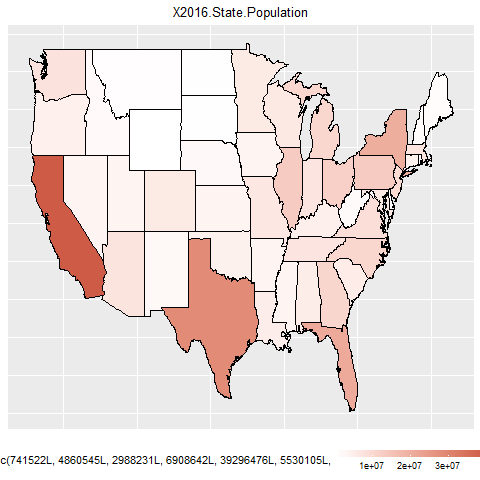 X2016.State.Population
c(741522L, 4860545L, 2988231L, 6908642L, 39296476L, 5530105L,
1e+07 2e+07 3e+07